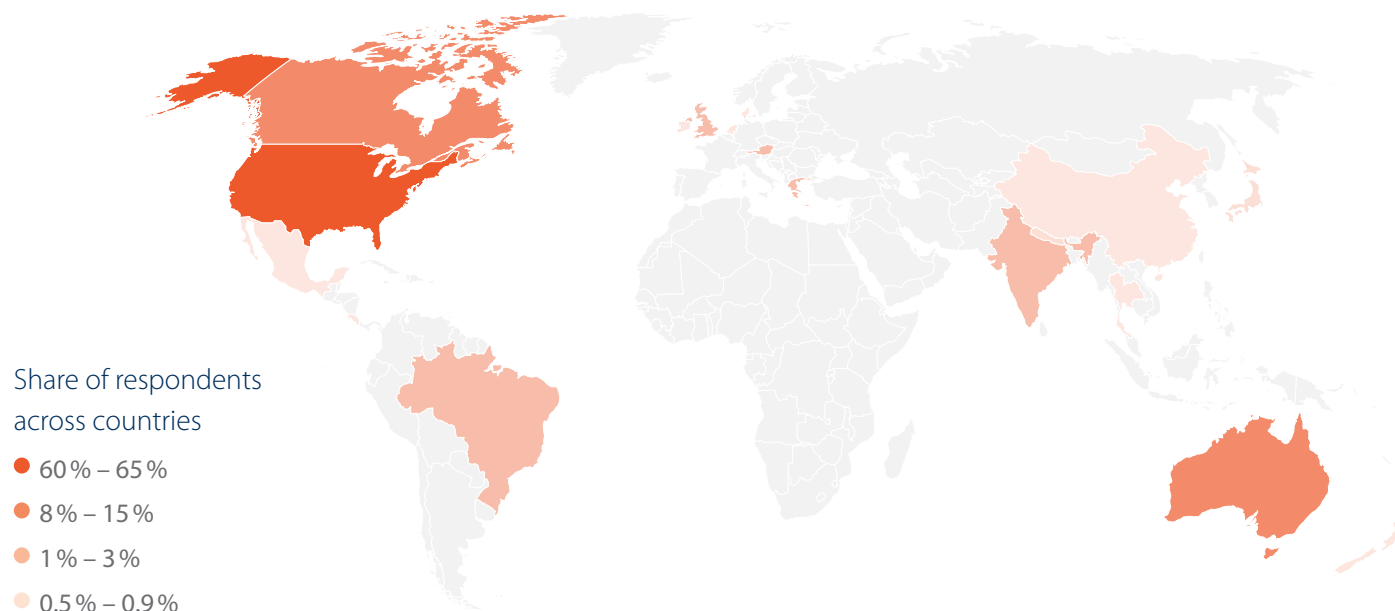 Share of respondents
across countries
60 % – 65 %
8 % – 15 %
1 % – 3 %
0.5 % – 0.9 %